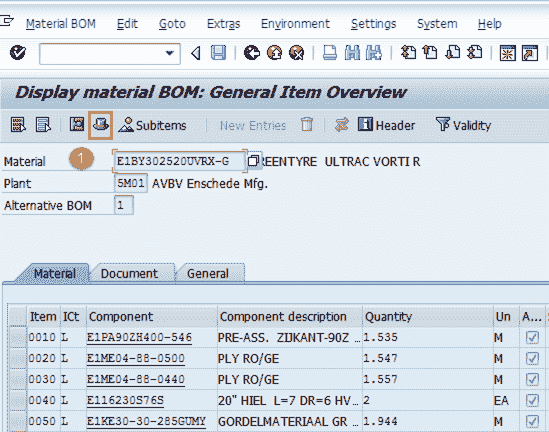 Material BOM Edit Goto Extras Environment Settings System Help
Display material BOM: General Item Overview
Subitems New Entries Header Validity
Material 1 E1BY302520UVRX-G REENTYRE ULTRAC VORTI R
Plant 5M01 AVBV Enschede Mfg.
Alternative BOM 1
Material Document General
Item ICt Component Component description Quantity Un A...
0010 L E1PA90ZH400-546 PRE-ASS. ZIJKANT-90Z ... 1.535 M
0020 L E1ME04-88-0500 PLY RO/GE 1.547 M
0030 L E1ME04-88-0440 PLY RO/GE 1.557 M
0040 L E116230S76S 20" HIEL L=7 DR=6 HV ... 2 EA
0050 L E1KE30-30-285GUMY GORDELMATERIAAL GR ... 1.944 M